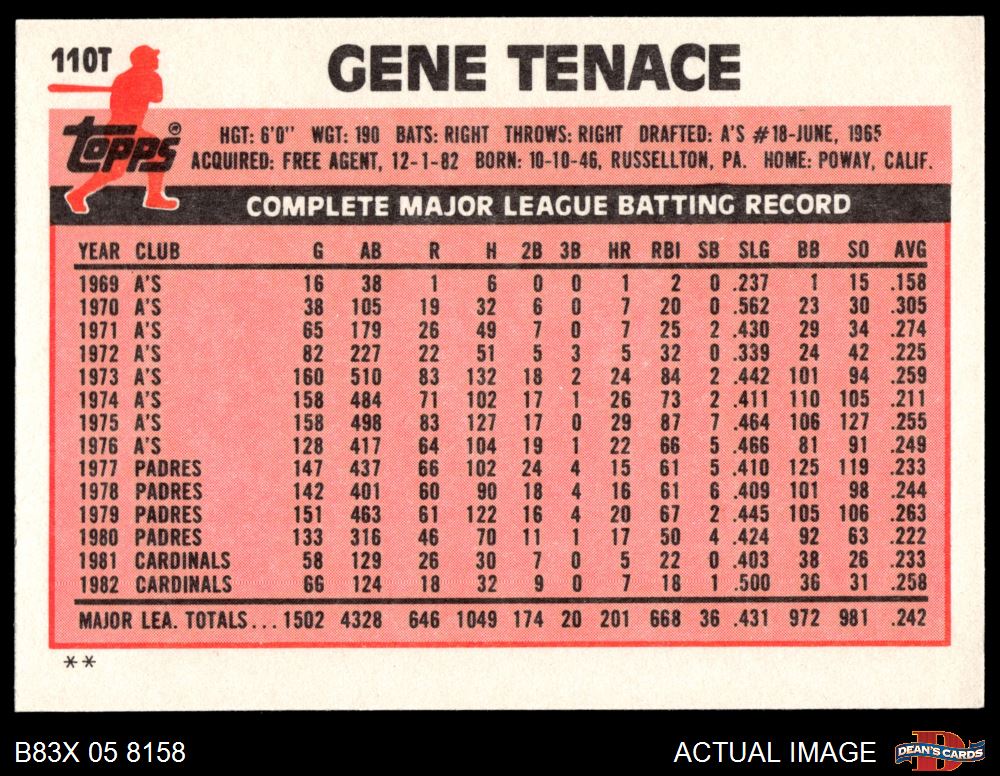 110T
GENE TENACE
Topps®
HGT: 6'0" WGT: 190 BATS: RIGHT THROWS: RIGHT DRAFTED: A'S #18-JUNE, 1965
ACQUIRED: FREE AGENT, 12-1-82 BORN: 10-10-46, RUSSELLTON, PA. HOME: POWAY, CALIF.
COMPLETE MAJOR LEAGUE BATTING RECORD
YEAR CLUB G AB R H 2B 3B HR RBI SB SLG BB SO AVG
1969 A'S 16 38 1 6 0 0 1 2 0 .237 1 15 .158
1970 A'S 38 105 19 32 6 0 7 20 0 .562 23 30 .305
1971 A'S 65 179 26 49 7 0 7 25 2 .430 29 34 .274
1972 A'S 82 227 22 51 5 3 5 32 0 .339 24 42 .225
1973 A'S 160 510 83 132 18 2 24 84 2 .442 101 94 .259
1974 A'S 158 484 71 102 17 1 26 73 2 .411 110 105 .211
1975 A'S 158 498 83 127 17 0 29 87 7 .464 106 127 .255
1976 A'S 128 417 64 104 19 1 22 66 5 .466 81 91 .249
1977 PADRES 147 437 66 102 24 4 15 61 5 .410 125 119 .233
1978 PADRES 142 401 60 90 18 4 16 61 6 .409 101 98 .244
1979 PADRES 151 463 61 122 16 4 20 67 2 .445 105 106 .263
1980 PADRES 133 316 46 70 11 1 17 50 4 .424 92 63 .222
1981 CARDINALS 58 129 26 30 7 0 5 22 0 .403 38 26 .233
1982 CARDINALS 66 124 18 32 9 0 7 18 1 .500 36 31 .258
MAJOR LEA. TOTALS... 1502 4328 646 1049 174 20 201 668 36 .431 972 981 .242
**
B83X 05 8158
ACTUAL IMAGE
D
DEAN'S CARDS